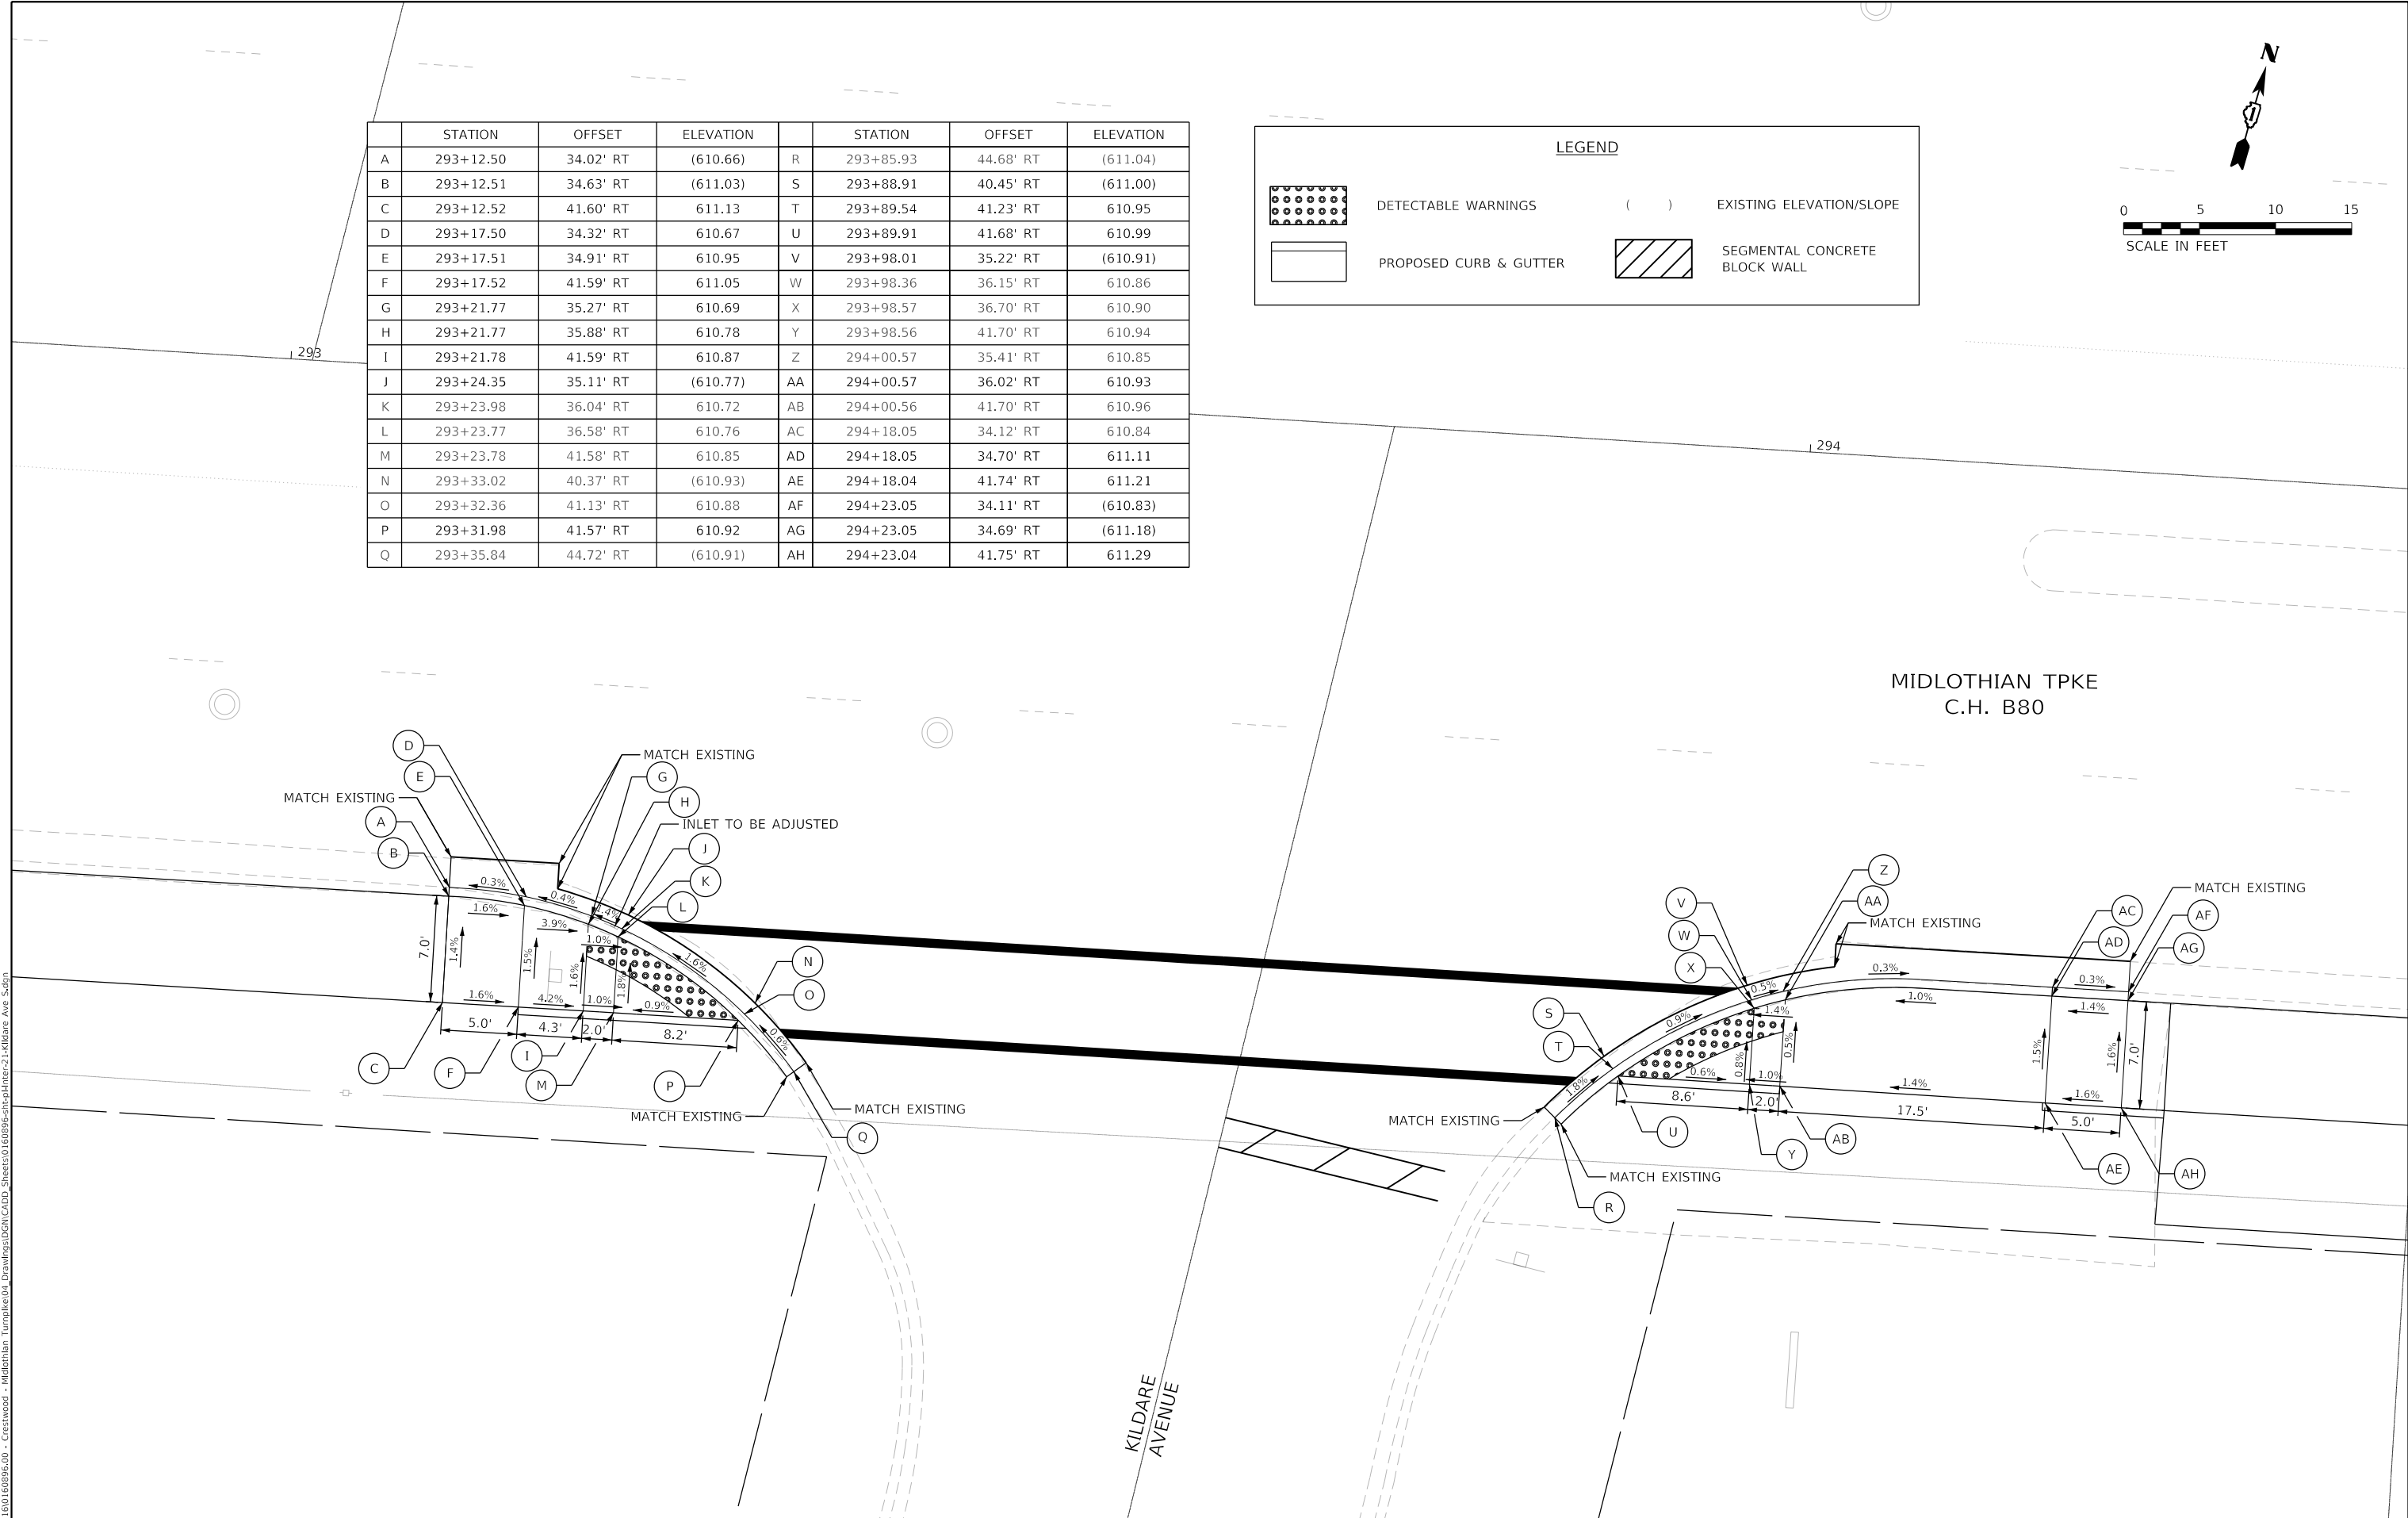 N
1
0 5 10 15
SCALE IN FEET
LEGEND
DETECTABLE WARNINGS
( ) EXISTING ELEVATION/SLOPE
PROPOSED CURB & GUTTER
SEGMENTAL CONCRETE
BLOCK WALL
STATION OFFSET ELEVATION STATION OFFSET ELEVATION
A 293+12.50 34.02' RT (610.66) R 293+85.93 44.68' RT (611.04)
B 293+12.51 34.63' RT (611.03) S 293+88.91 40.45' RT (611.00)
C 293+12.52 41.60' RT 611.13 T 293+89.54 41.23' RT 610.95
D 293+17.50 34.32' RT 610.67 U 293+89.91 41.68' RT 610.99
E 293+17.51 34.91' RT 610.95 V 293+98.01 35.22' RT (610.91)
F 293+17.52 41.59' RT 611.05 W 293+98.36 36.15' RT 610.86
G 293+21.77 35.27' RT 610.69 X 293+98.57 36.70' RT 610.90
H 293+21.77 35.88' RT 610.78 Y 293+98.56 41.70' RT 610.94
I 293+21.78 41.59' RT 610.87 Z 294+00.57 35.41' RT 610.85
J 293+24.35 35.11' RT (610.77) AA 294+00.57 36.02' RT 610.93
K 293+23.98 36.04' RT 610.72 AB 294+00.56 41.70' RT 610.96
L 293+23.77 36.58' RT 610.76 AC 294+18.05 34.12' RT 610.84
M 293+23.78 41.58' RT 610.85 AD 294+18.05 34.70' RT 611.11
N 293+33.02 40.37' RT (610.93) AE 294+18.04 41.74' RT 611.21
O 293+32.36 41.13' RT 610.88 AF 294+23.05 34.11' RT (610.83)
P 293+31.98 41.57' RT 610.92 AG 294+23.05 34.69' RT (611.18)
Q 293+35.84 44.72' RT (610.91) AH 294+23.04 41.75' RT 611.29
293
294
MIDLOTHIAN TPKE
C.H. B80
D
E
MATCH EXISTING
A
B
MATCH EXISTING
G
H
INLET TO BE ADJUSTED
J
K
L
N
O
0.3%
0.4%
1.4%
1.6%
3.9%
1.0%
1.6%
7.0'
1.4%
1.5%
1.6%
1.8%
1.6%
4.2%
1.0%
0.9%
0.6%
5.0'
4.3'
2.0'
8.2'
C
F
I
M
P
MATCH EXISTING
MATCH EXISTING
Q
KILDARE
AVENUE
V
W
X
Z
AA
MATCH EXISTING
S
T
0.5%
0.3%
0.9%
1.4%
1.0%
0.3%
1.4%
1.8%
0.6%
0.8%
0.5%
1.0%
1.4%
1.5%
1.6%
7.0'
1.6%
8.6'
2.0'
17.5'
5.0'
MATCH EXISTING
AC
AD
AF
AG
MATCH EXISTING
U
Y
AB
AE
AH
MATCH EXISTING
R
16\0160896.00 - Crestwood - Midlothian Turnpike\04_Drawings\DGN\CADD_Sheets\0160896-sht-pl-Inter-21-Kildare Ave S.dgn